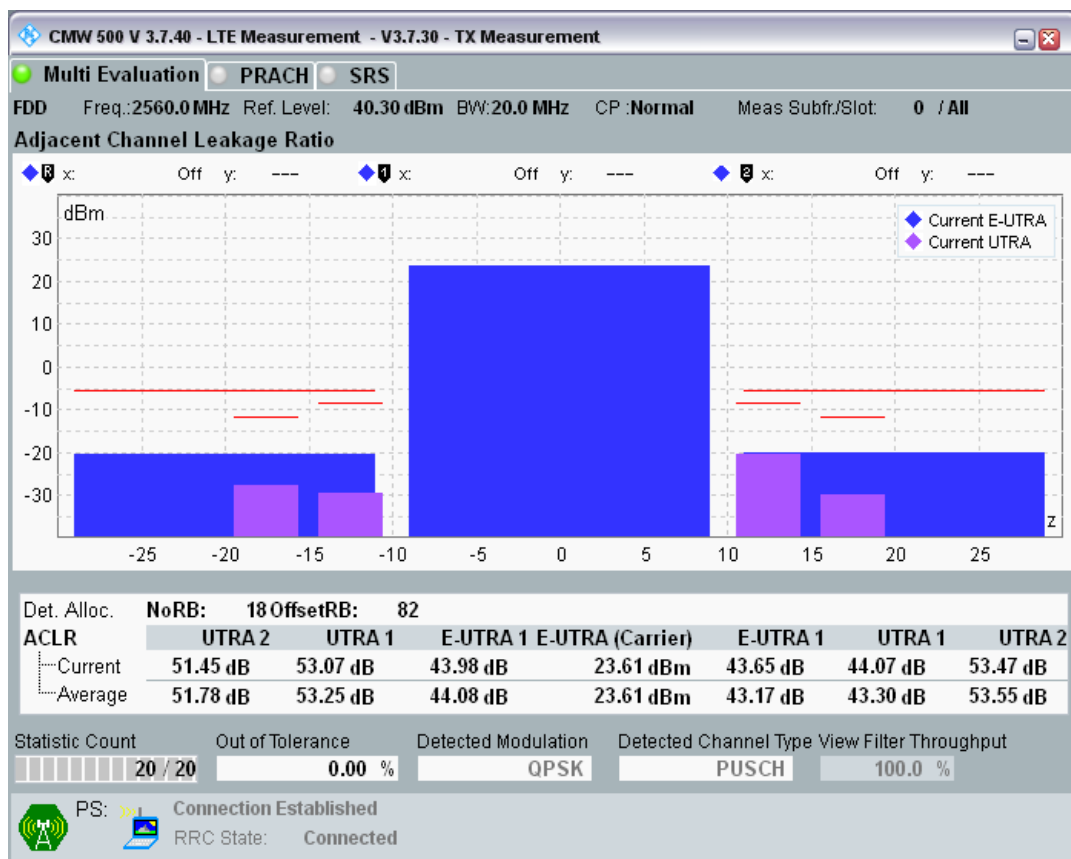 CMW 500 V 3.7.40 - LTE Measurement - V3.7.30 - TX Measurement
Multi Evaluation PRACH SRS
FDD Freq.:2560.0 MHz Ref. Level: 40.30 dBm BW:20.0 MHz CP :Normal Meas Subfr./Slot: 0 / All
Adjacent Channel Leakage Ratio
R x: Off y: --- 1 x: Off y: --- 2 x: Off y: ---
dBm
Current E-UTRA
Current UTRA
30
20
10
0
-10
-20
-30
z
-25 -20 -15 -10 -5 0 5 10 15 20 25
Det. Alloc. NoRB: 18 OffsetRB: 82
ACLR UTRA 2 UTRA 1 E-UTRA 1 E-UTRA (Carrier) E-UTRA 1 UTRA 1 UTRA 2
Current 51.45 dB 53.07 dB 43.98 dB 23.61 dBm 43.65 dB 44.07 dB 53.47 dB
Average 51.78 dB 53.25 dB 44.08 dB 23.61 dBm 43.17 dB 43.30 dB 53.55 dB
Statistic Count Out of Tolerance Detected Modulation Detected Channel Type View Filter Throughput
20 / 20 0.00 % QPSK PUSCH 100.0 %
PS: Connection Established
RRC State: Connected